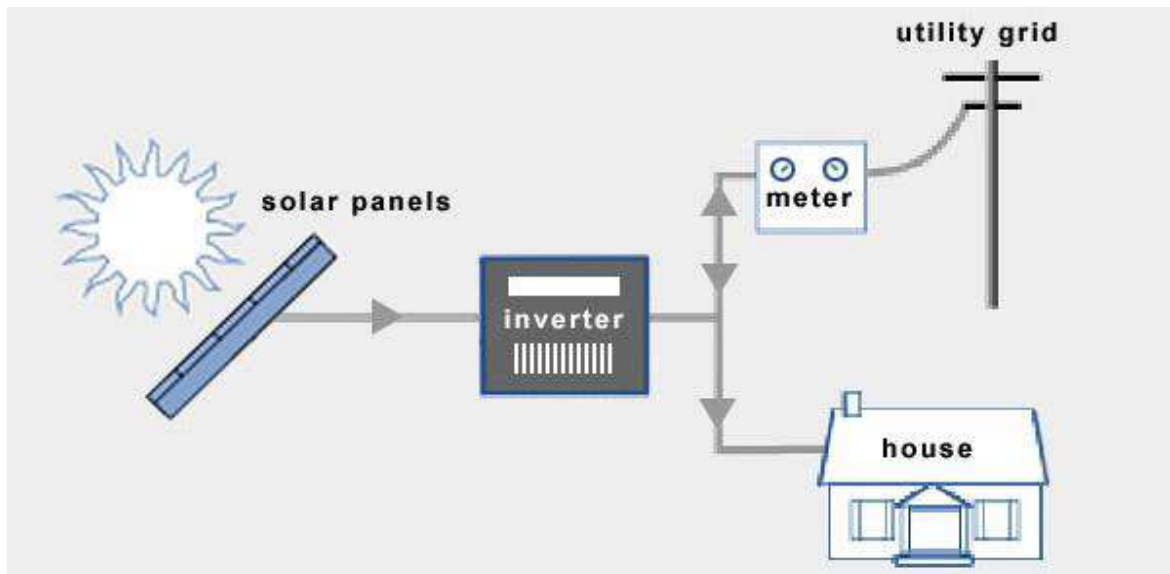 utility grid
solar panels
meter
inverter
house